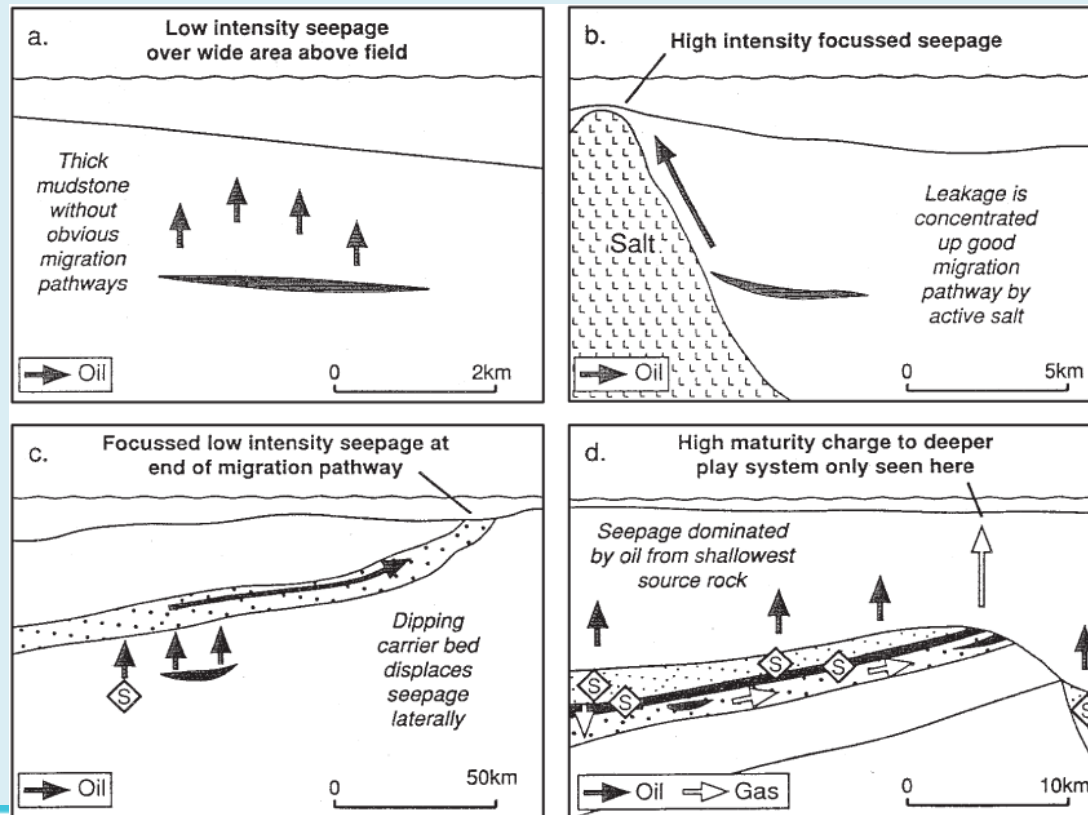 a.
Low intensity seepage
over wide area above field
Thick
mudstone
without
obvious
migration
pathways
Oil
0
2km
b.
High intensity focussed seepage
Salt
Leakage is
concentrated
up good
migration
pathway by
active salt
Oil
0
5km
c.
Focussed low intensity seepage at
end of migration pathway
S
Dipping
carrier bed
displaces
seepage
laterally
Oil
0
50km
d.
High maturity charge to deeper
play system only seen here
Seepage dominated
by oil from shallowest
source rock
S
S
S
S
S
Oil
Gas
0
10km